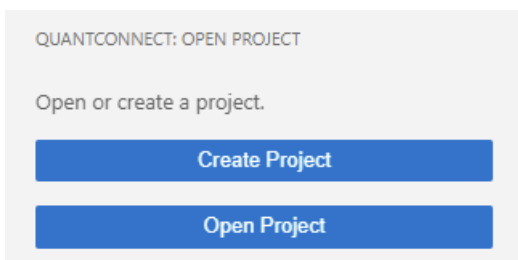 QUANTCONNECT: OPEN PROJECT
Open or create a project.
Create Project
Open Project